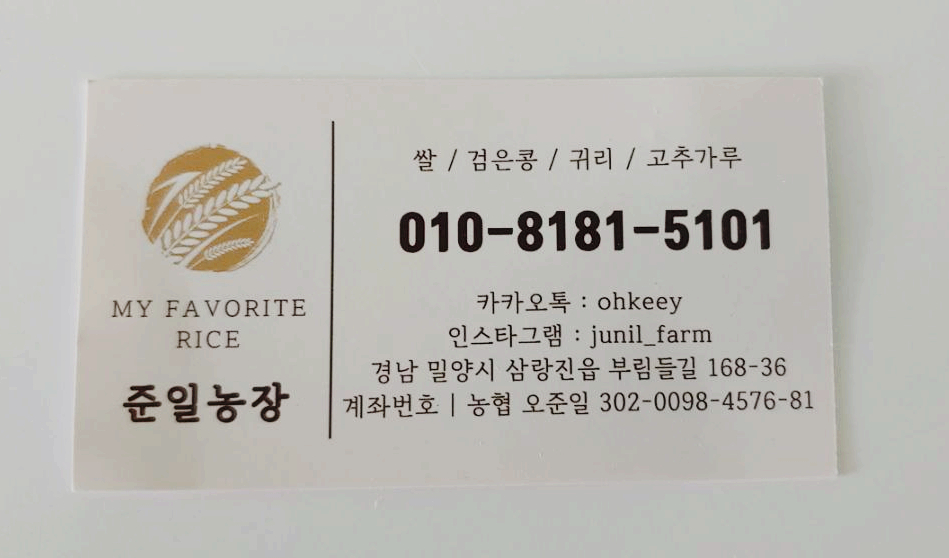 MY FAVORITE
RICE
준일농장
쌀 / 검은콩 / 귀리 / 고추가루
010-8181-5101
카카오톡 : ohkeey
인스타그램 : junil_farm
경남 밀양시 삼랑진읍 부림들길 168-36
계좌번호 | 농협 오준일 302-0098-4576-81